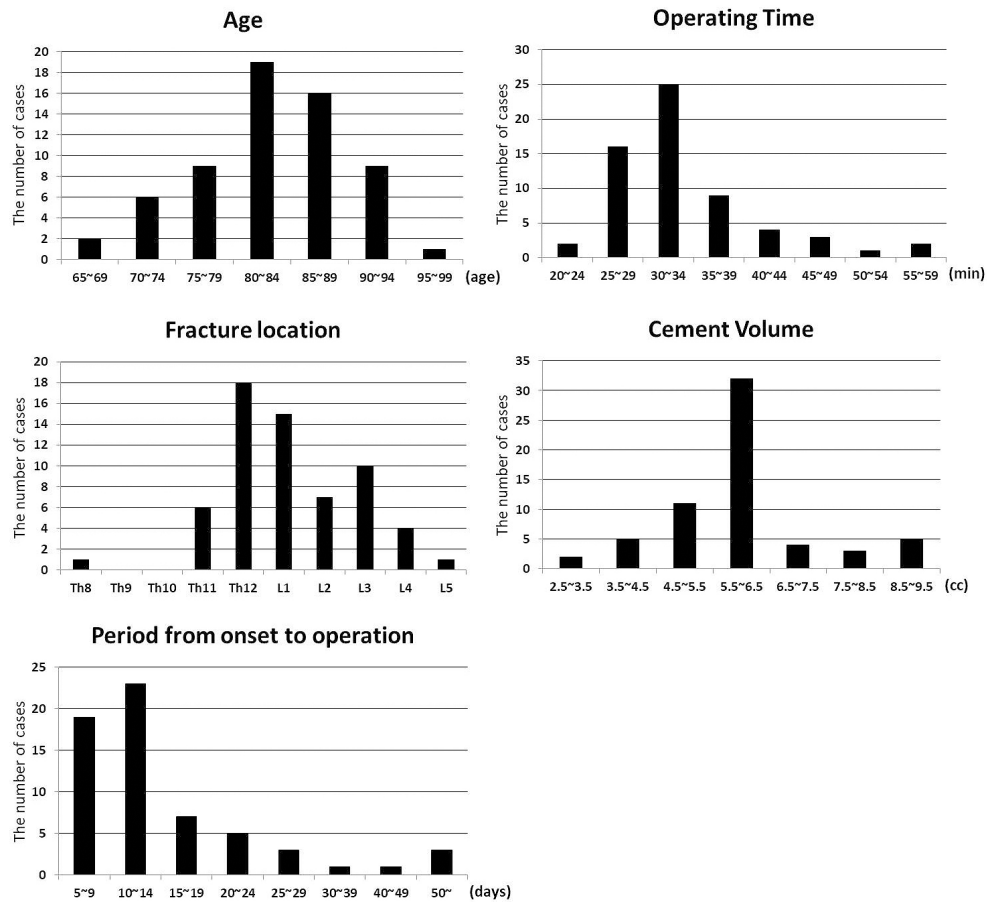 Age
The number of cases
20
18
16
14
12
10
8
6
4
2
0
65~69 70~74 75~79 80~84 85~89 90~94 95~99 (age)
Operating Time
The number of cases
30
25
20
15
10
5
0
20~24 25~29 30~34 35~39 40~44 45~49 50~54 55~59 (min)
Fracture location
The number of cases
20
18
16
14
12
10
8
6
4
2
0
Th8 Th9 Th10 Th11 Th12 L1 L2 L3 L4 L5
Cement Volume
The number of cases
35
30
25
20
15
10
5
0
2.5~3.5 3.5~4.5 4.5~5.5 5.5~6.5 6.5~7.5 7.5~8.5 8.5~9.5 (cc)
Period from onset to operation
The number of cases
25
20
15
10
5
0
5~9 10~14 15~19 20~24 25~29 30~39 40~49 50~ (days)